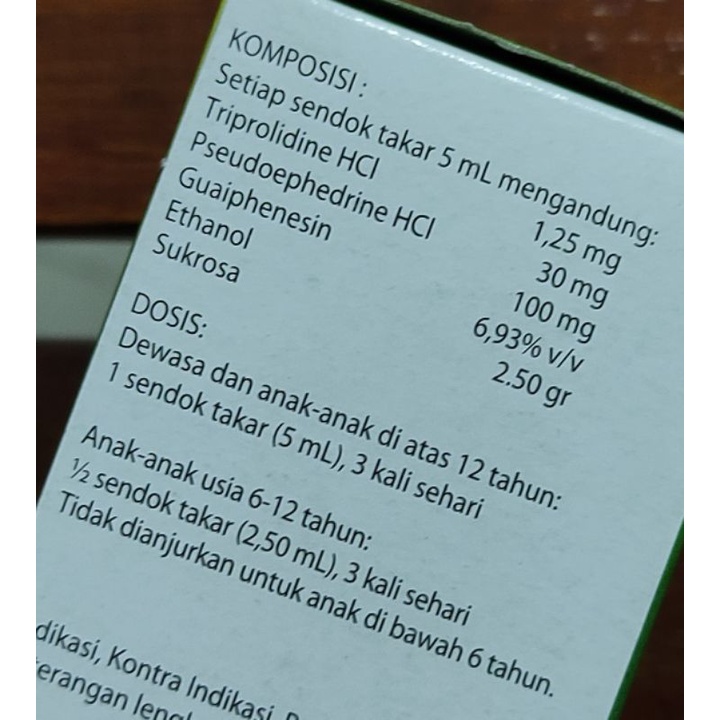 KOMPOSISI :
Setiap sendok takar 5 mL mengandung:
Triprolidine HCl 1,25 mg
Pseudoephedrine HCl 30 mg
Guaiphenesin 100 mg
Ethanol 6,93% v/v
Sukrosa 2.50 gr
DOSIS:
Dewasa dan anak-anak di atas 12 tahun:
1 sendok takar (5 mL), 3 kali sehari
Anak-anak usia 6-12 tahun:
½ sendok takar (2,50 mL), 3 kali sehari
Tidak dianjurkan untuk anak di bawah 6 tahun.
dikasi, Kontra Indikasi,